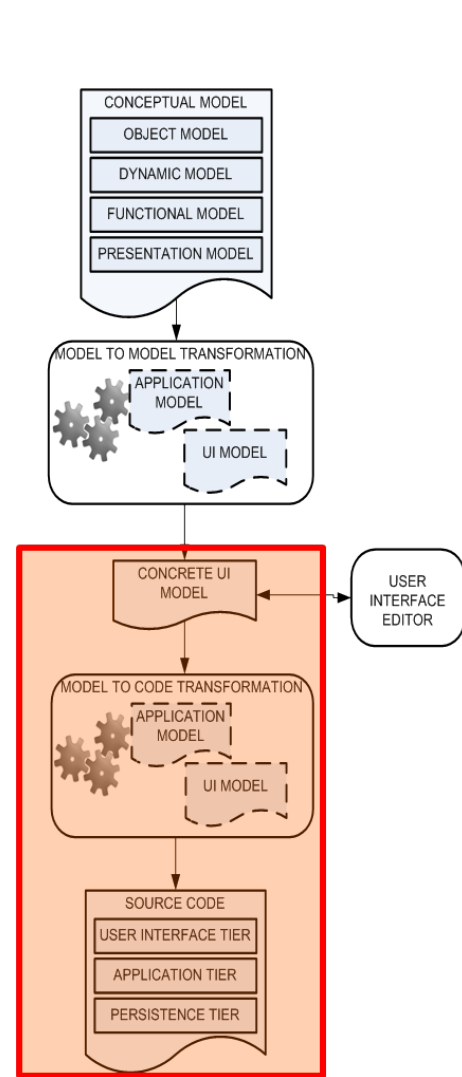 CONCEPTUAL MODEL
OBJECT MODEL
DYNAMIC MODEL
FUNCTIONAL MODEL
PRESENTATION MODEL
MODEL TO MODEL TRANSFORMATION
APPLICATION
MODEL
UI MODEL
CONCRETE UI
MODEL
USER
INTERFACE
EDITOR
MODEL TO CODE TRANSFORMATION
APPLICATION
MODEL
UI MODEL
SOURCE CODE
USER INTERFACE TIER
APPLICATION TIER
PERSISTENCE TIER